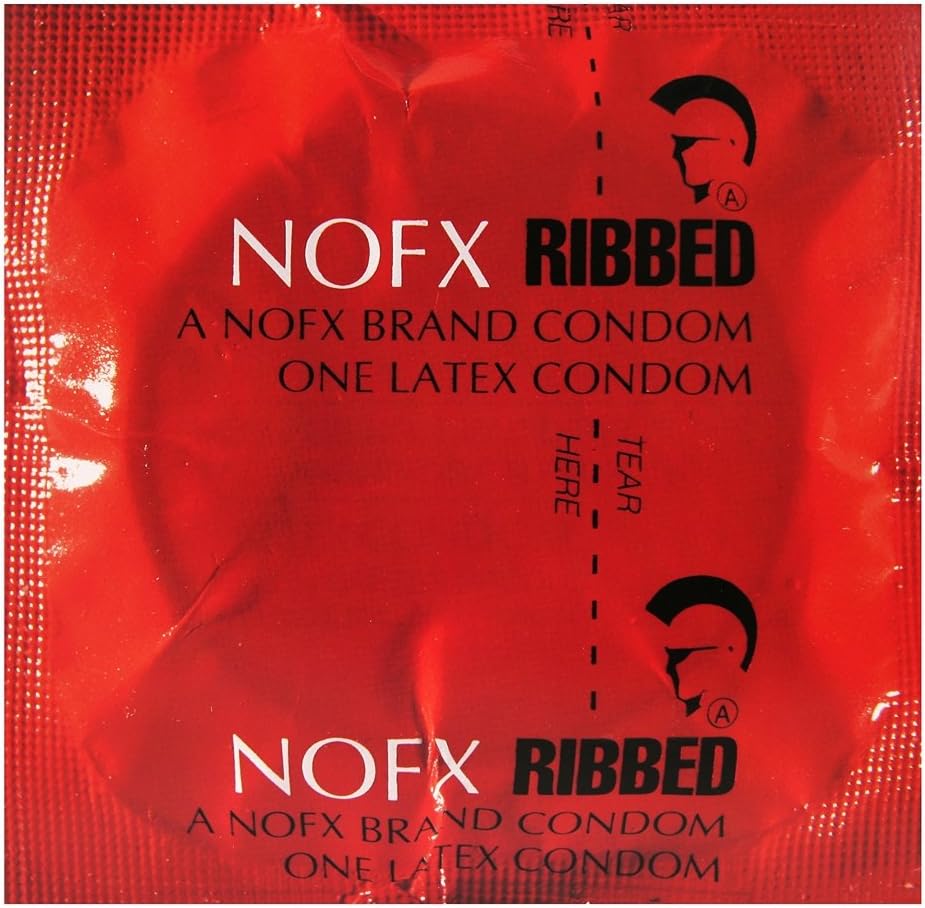 TEAR
HERE
A
NOFX RIBBED
A NOFX BRAND CONDOM
ONE LATEX CONDOM
TEAR
HERE
A
NOFX RIBBED
A NOFX BRAND CONDOM
ONE LATEX CONDOM